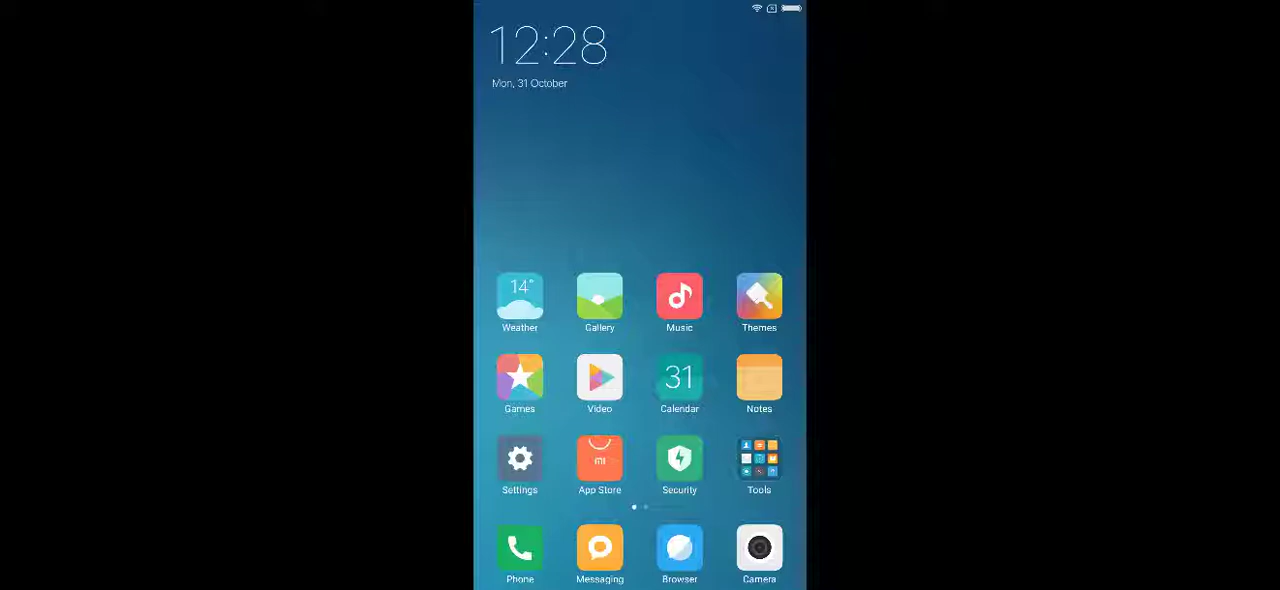 12:28
Mon, 31 October
14°
Weather
Gallery
Music
Themes
31
Games
Video
Calendar
Notes
MI
Settings
App Store
Security
Tools
Phone
Messaging
Browser
Camera